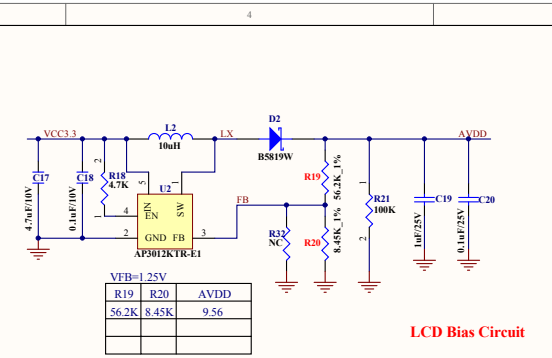 4
VCC3.3
L2
10uH
LX
D2
B5819W
AVDD
C17
4.7uF/10V
C18
0.1uF/10V
2
R18
4.7K
1
U2
5
1
IN
SW
4
EN
2
GND
FB
3
AP3012KTR-E1
FB
R19
56.2K_1%
R32
NC
R20
8.45K_1%
1
R21
100K
2
C19
1uF/25V
C20
0.1uF/25V
VFB=1.25V
R19 R20 AVDD
56.2K 8.45K 9.56
LCD Bias Circuit